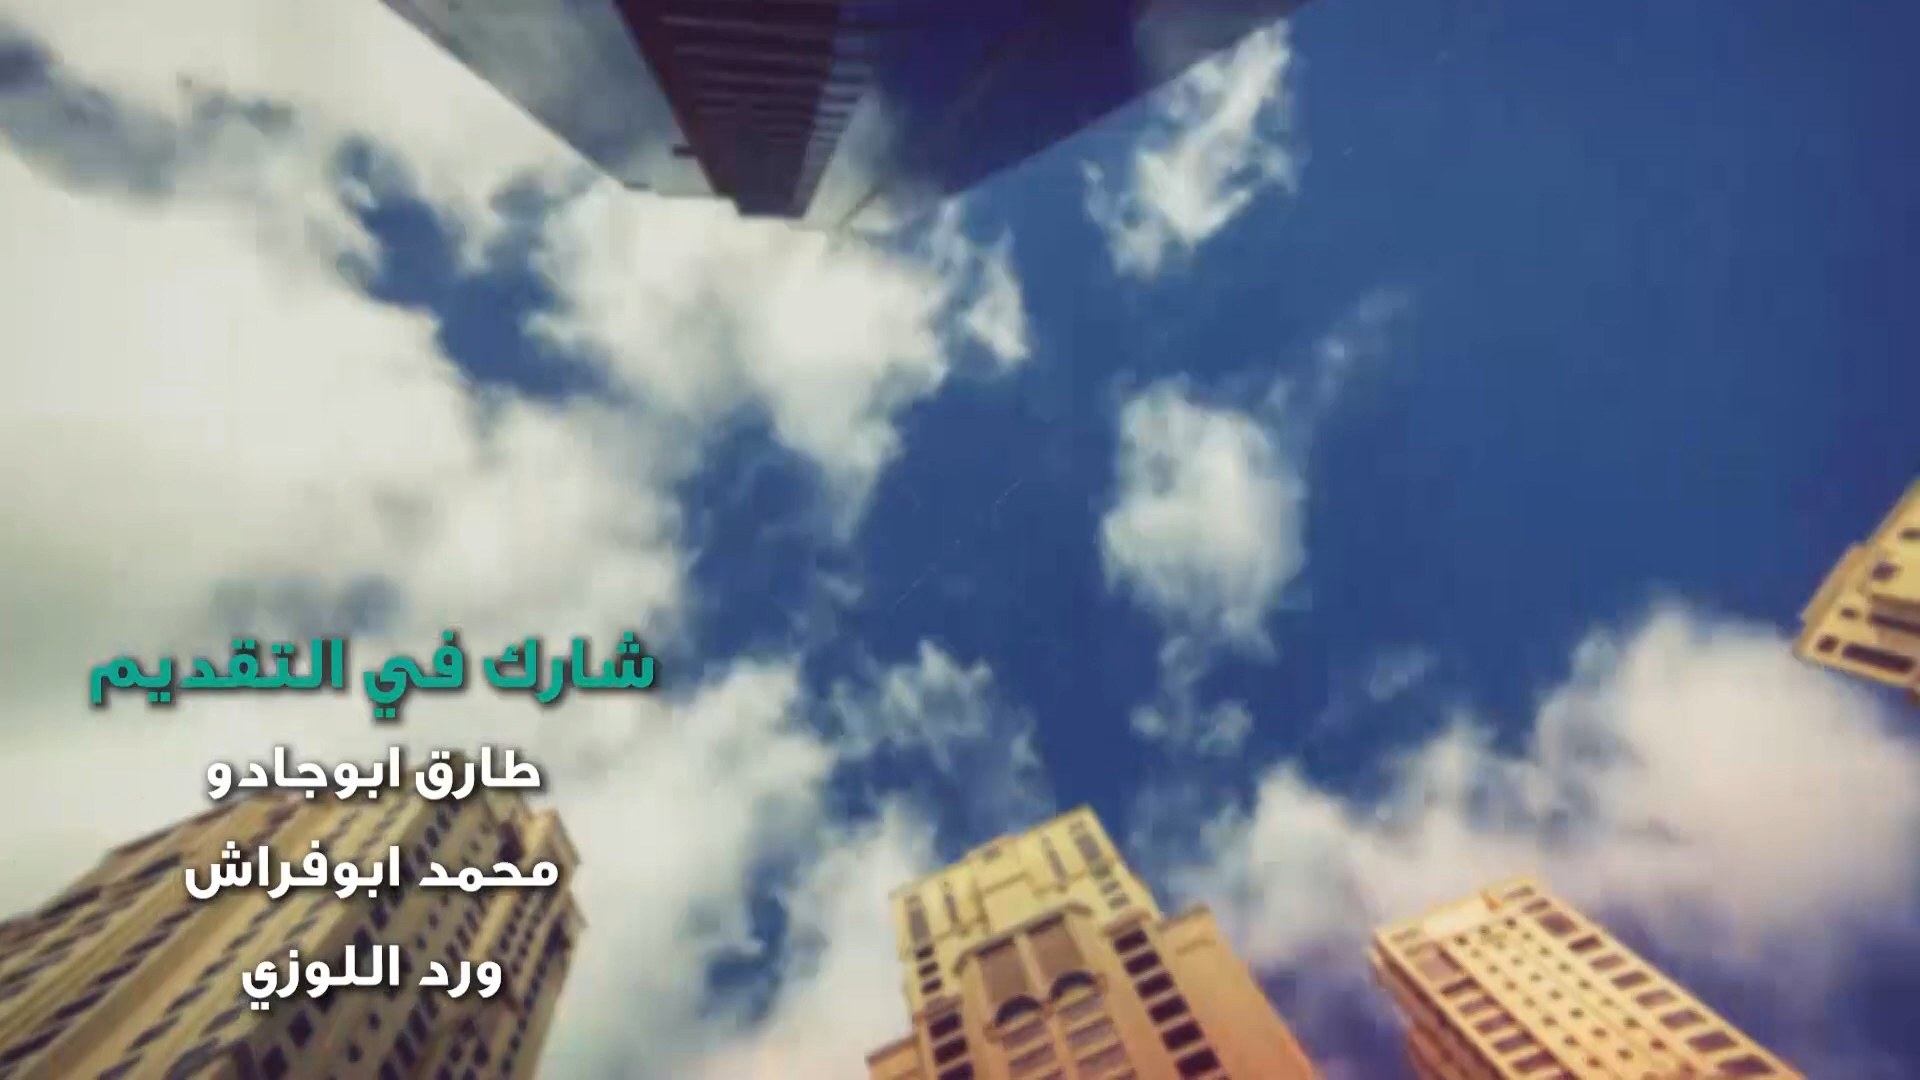 شارك في التقديم
طارق ابوجادو
محمد ابوفراش
ورد اللوزي